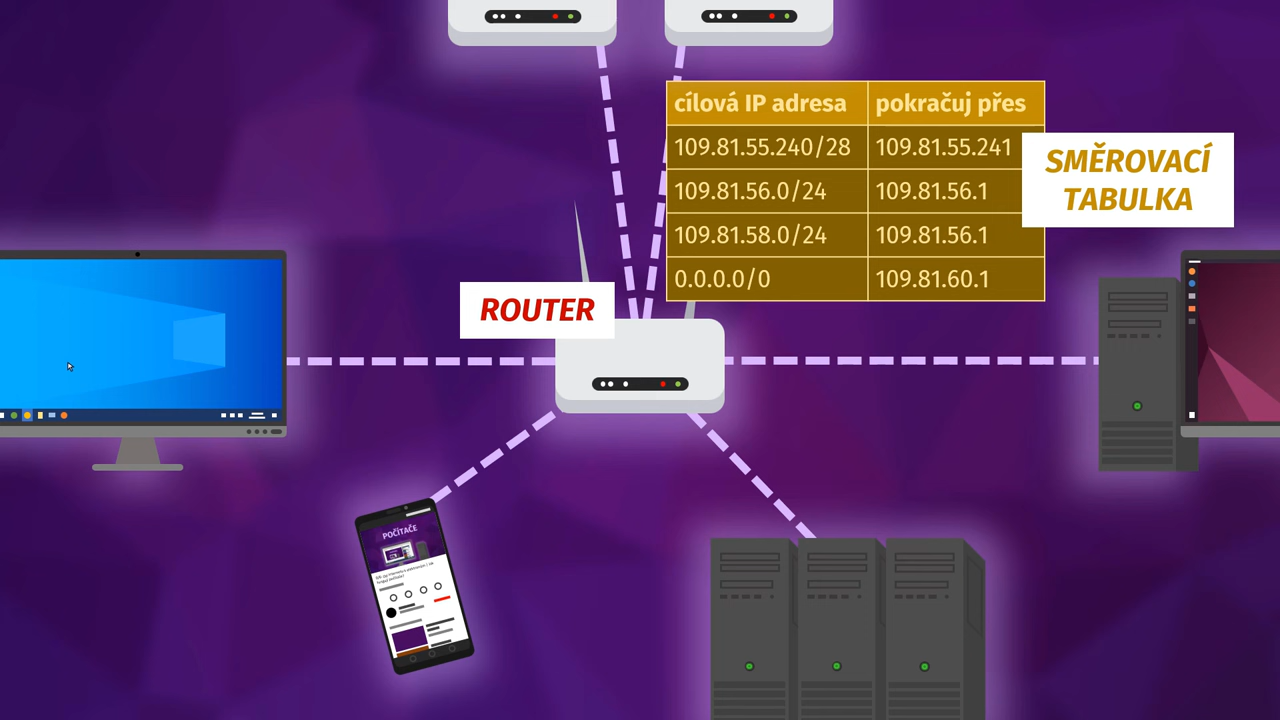 cílová IP adresa pokračuj přes
109.81.55.240/28 109.81.55.241
109.81.56.0/24 109.81.56.1
109.81.58.0/24 109.81.56.1
0.0.0.0/0 109.81.60.1
SMĚROVACÍ
TABULKA
ROUTER
POČÍTAČE